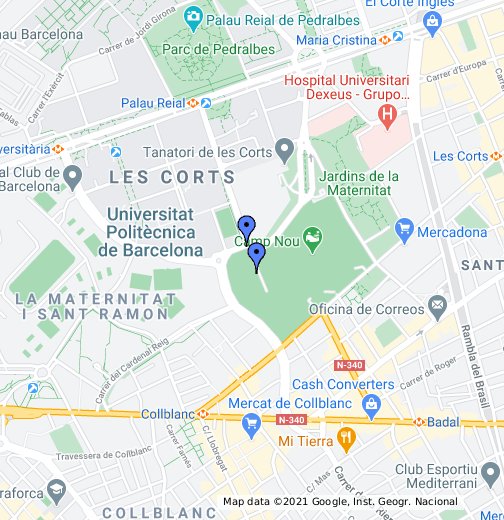 El Corte Inglés
Palau Reial de Pedralbes
au Barcelona
Carrer de Jordi Girona
Maria Cristina
Parc de Pedralbes
Carrer d'Europa
Hospital Universitari
Dexeus - Grupo...
Carrer l'Exèrcit
Palau Reial
H
versitària
Tanatori de les Corts
Les Corts
al Club de
Barcelona
LES CORTS
Jardins de la
Maternitat
Universitat
Politècnica
de Barcelona
Mercadona
Camp Nou
SANT
LA MATERNITAT
I SANT RAMON
Oficina de Correos
Rambla del Brasil
Carrer del Cardenal Reig
N-340
Carrer de Roger
Cash Converters
Mercat de Collblanc
Collblanc
N-340
Badal
Mi Tierra
C/ Llobregat
Travessera de Collblanc
Carrer Farnés
C/ Mas
Club Esportiu
Mediterrani
raforca
COLLBLANC
Map data ©2021 Google, Inst. Geogr. Nacional